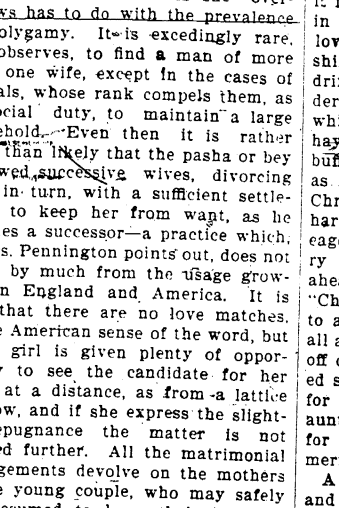 ws has to do with the prevalence
olygamy. It is excedingly rare,
observes, to find a man of more
one wife, except in the cases of
als, whose rank compels them, as
ocial duty, to maintain a large
ehold. Even then it is rather
than likely that the pasha or bey
wed successive wives, divorcing
in turn, with a sufficient settle-
to keep her from want, as he
es a successor—a practice which,
s. Pennington points out, does not
by much from the usage grow-
n England and America. It is
that there are no love matches,
e American sense of the word, but
girl is given plenty of oppor-
y to see the candidate for her
at a distance, as from a lattice
ow, and if she express the slight-
epugnance the matter is not
ed further. All the matrimonial
gements devolve on the mothers
e young couple, who may safely
in
lov
shi
dri
der
whi
hay
buff
as
Chr
har
eage
ry
ahe
"Ch
to a
all a
off o
ed s
for
aun
for
mer
A
and